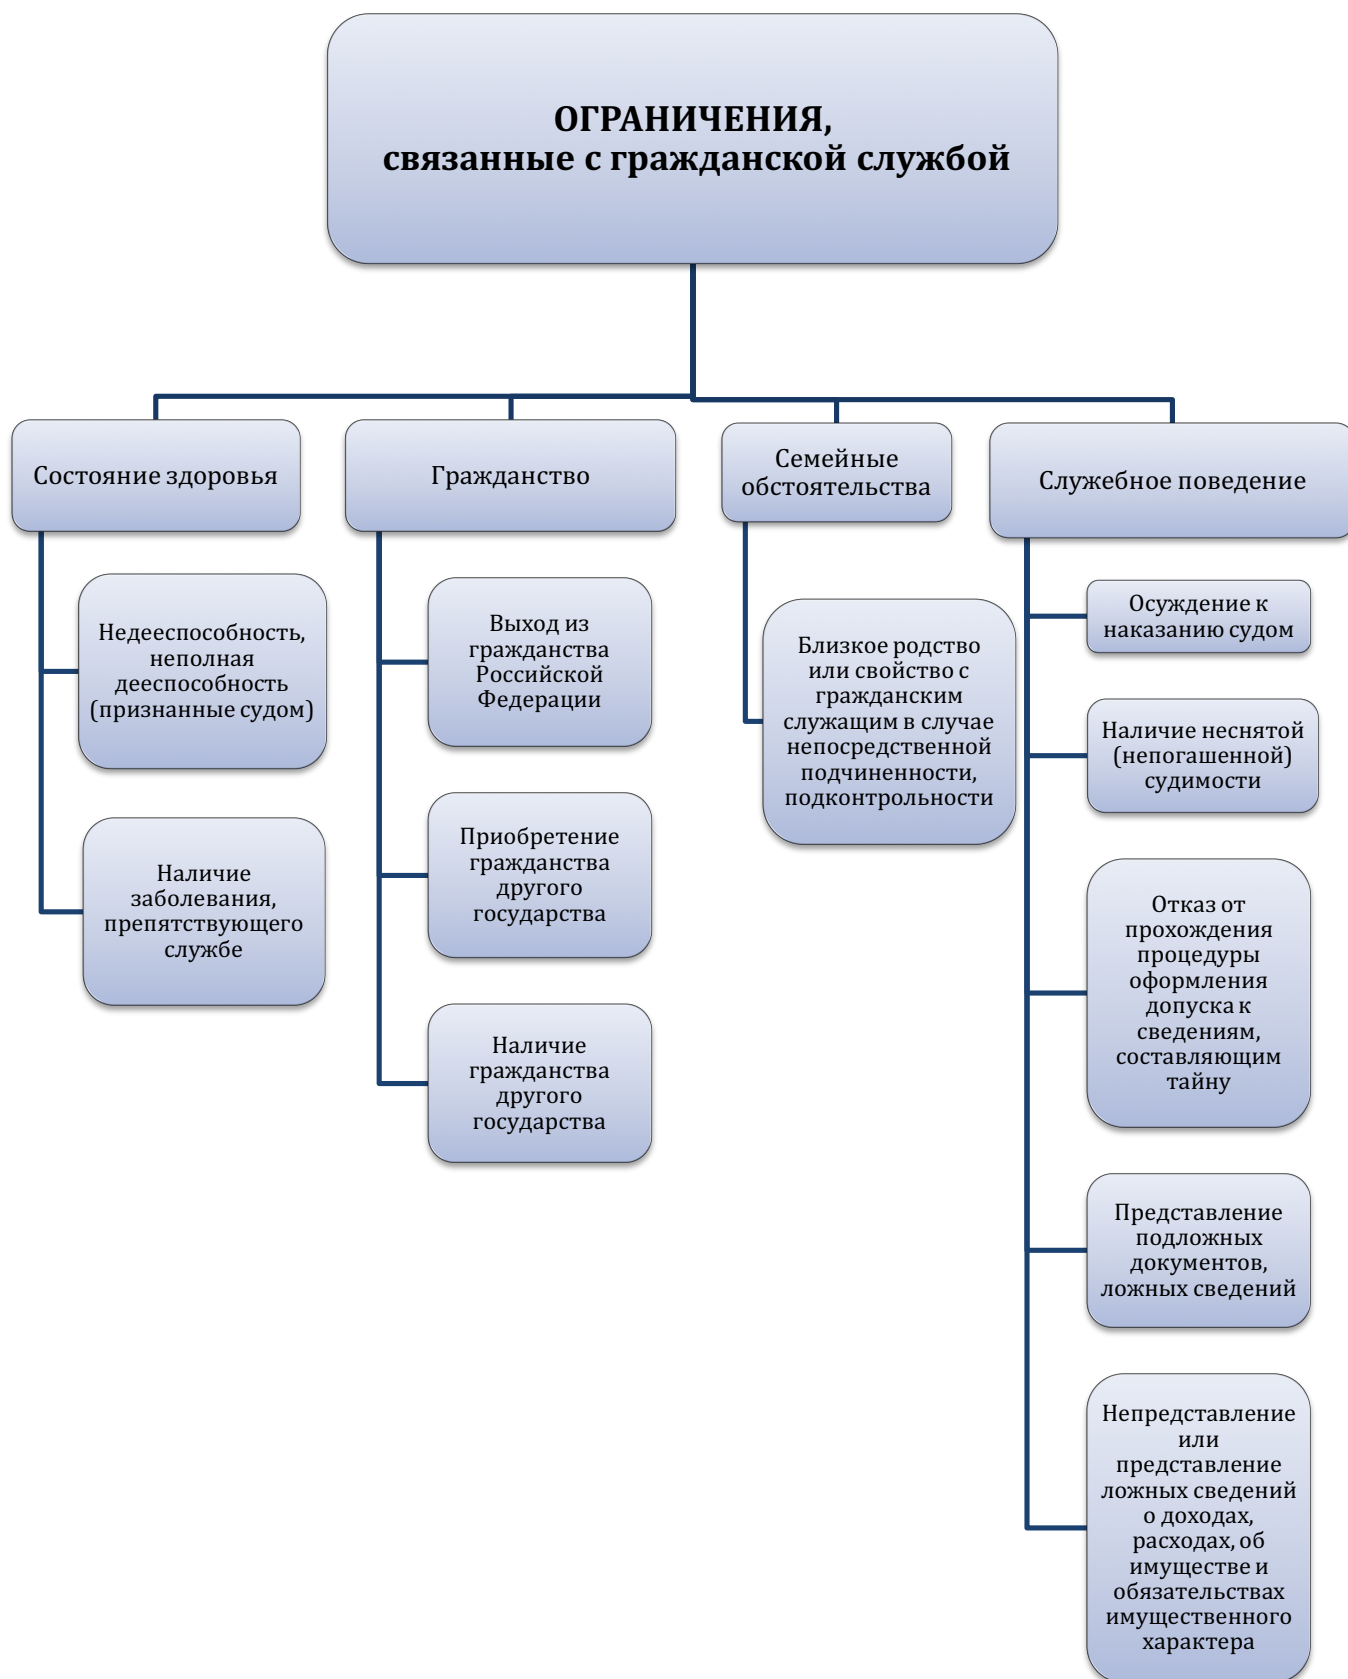 ОГРАНИЧЕНИЯ,
связанные с гражданской службой
Состояние здоровья
Недееспособность,
неполная
дееспособность
(признанные судом)
Наличие
заболевания,
препятствующего
службе
Гражданство
Выход из
гражданства
Российской
Федерации
Приобретение
гражданства
другого
государства
Наличие
гражданства
другого
государства
Семейные
обстоятельства
Близкое родство
или свойство с
гражданским
служащим в случае
непосредственной
подчиненности,
подконтрольности
Служебное поведение
Осуждение к
наказанию судом
Наличие неснятой
(непогашенной)
судимости
Отказ от
прохождения
процедуры
оформления
допуска к
сведениям,
составляющим
тайну
Представление
подложных
документов,
ложных сведений
Непредставление
или
представление
ложных сведений
о доходах,
расходах, об
имуществе и
обязательствах
имущественного
характера